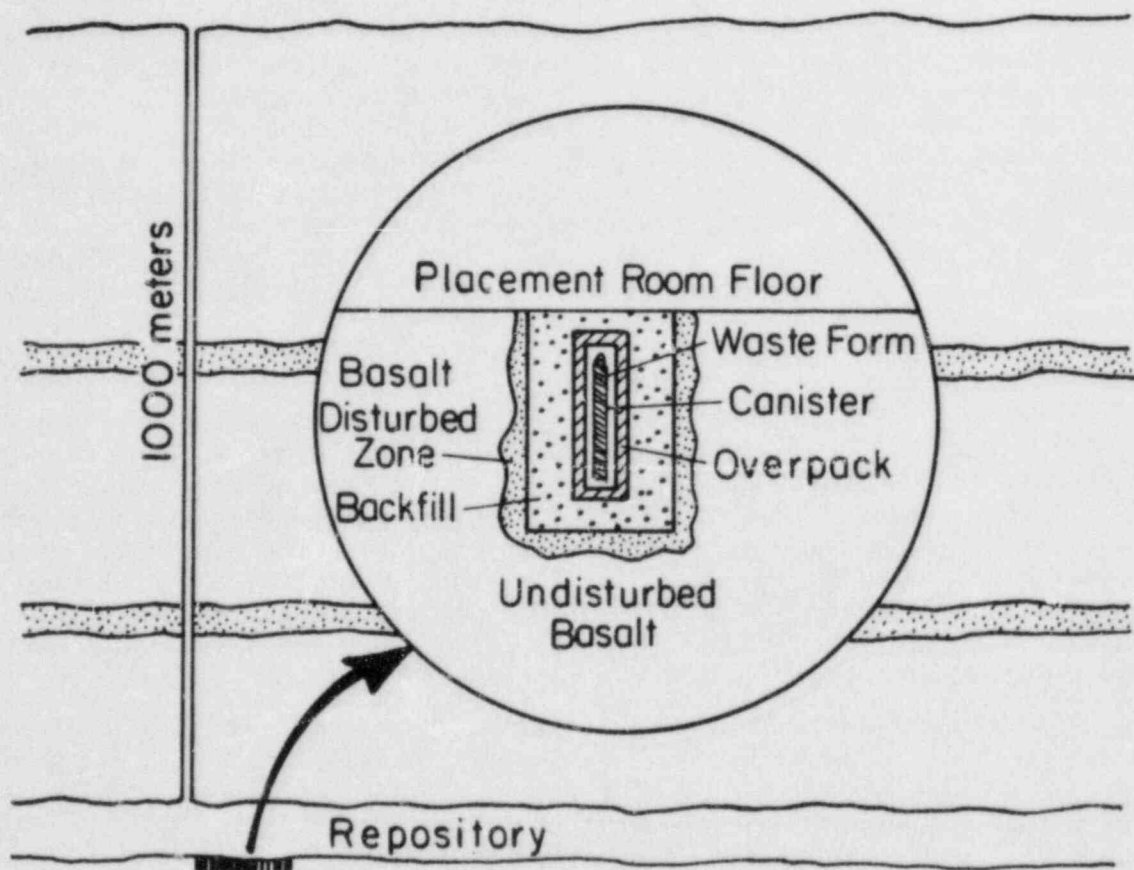 1000 meters
Placement Room Floor
Waste Form
Canister
Overpack
Basalt
Disturbed
Zone
Backfill
Undisturbed
Basalt
Repository